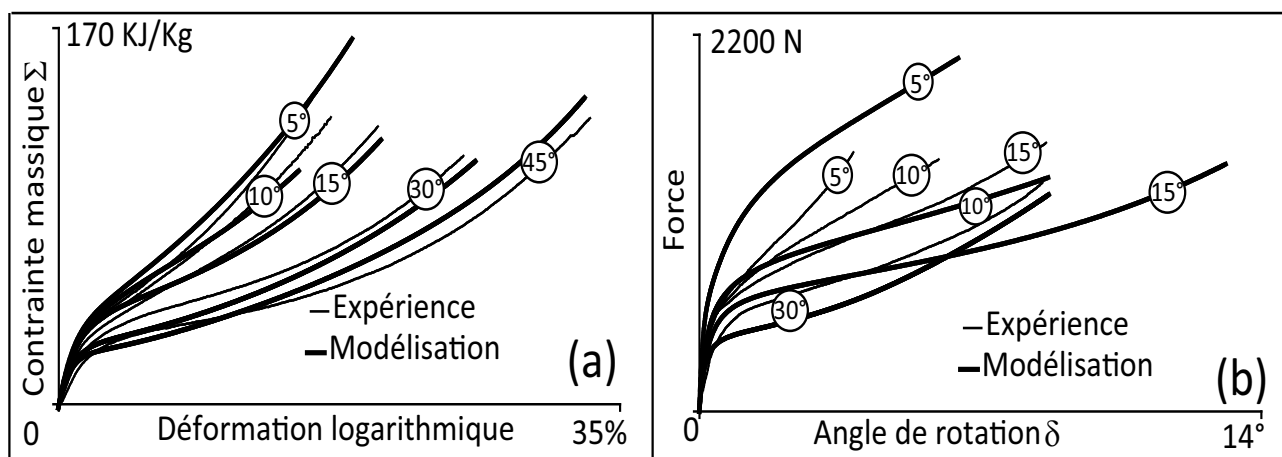 170 KJ/Kg
Contrainte massique Σ
5°
10°
15°
30°
45°
Expérience
Modélisation
(a)
0
Déformation logarithmique
35%
2200 N
Force
5°
5°
10°
15°
10°
15°
30°
Expérience
Modélisation
(b)
0
Angle de rotation δ
14°